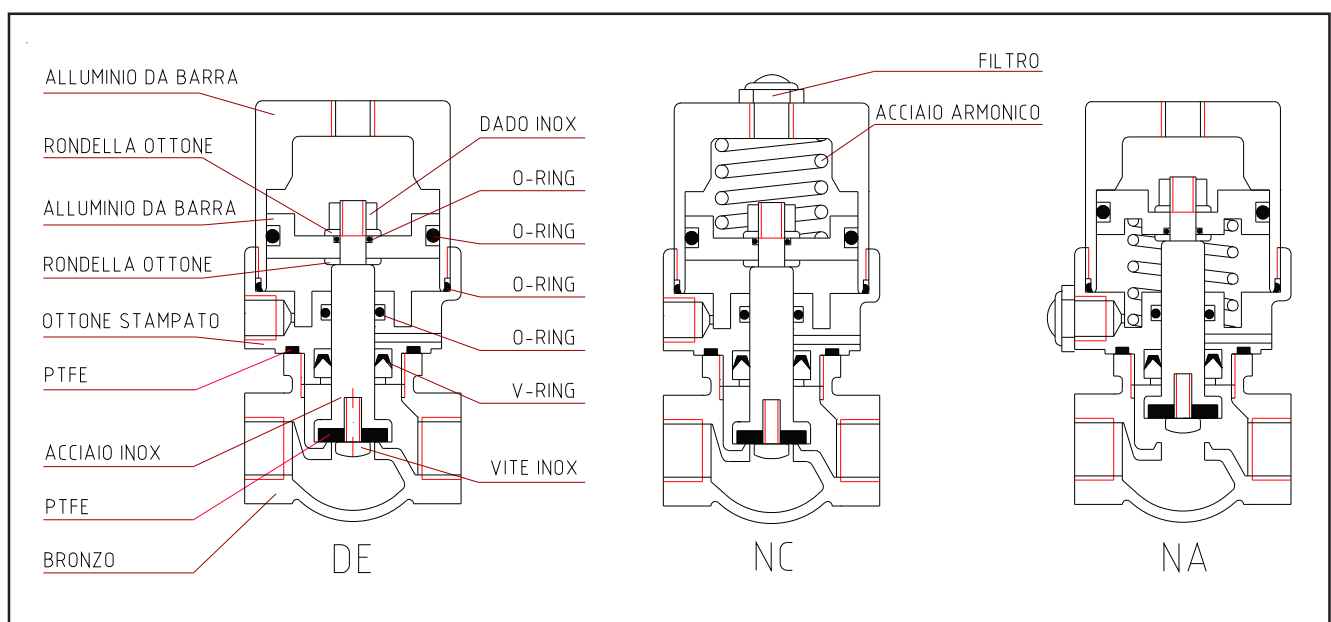 ALLUMINIO DA BARRA
RONDELLA OTTONE
ALLUMINIO DA BARRA
RONDELLA OTTONE
OTTONE STAMPATO
PTFE
ACCIAIO INOX
PTFE
BRONZO
DADO INOX
O-RING
O-RING
O-RING
O-RING
V-RING
VITE INOX
DE
FILTRO
ACCIAIO ARMONICO
NC
NA